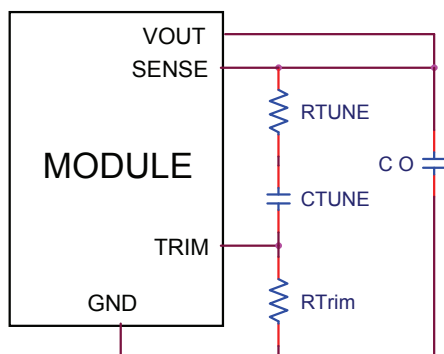 VOUT
SENSE
RTUNE
MODULE
C O
CTUNE
TRIM
GND
RTrim